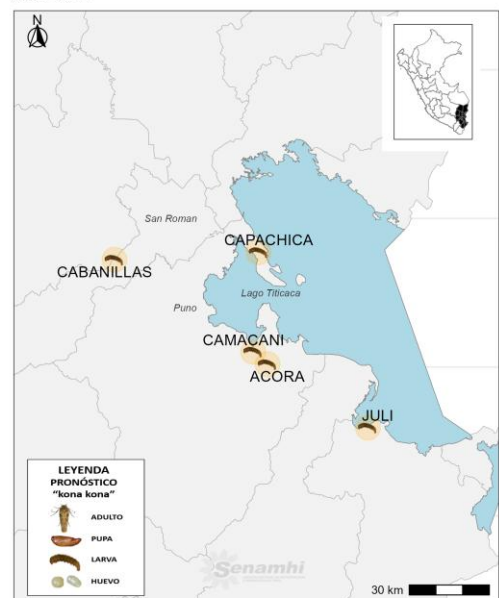 N
San Roman
CAPACHICA
CABANILLAS
Lago Titicaca
Puno
CAMACANI
ACORA
JULI
LEYENDA
PRONÓSTICO
"kona kona"
ADULTO
PUPA
LARVA
HUEVO
Senamhi
30 km